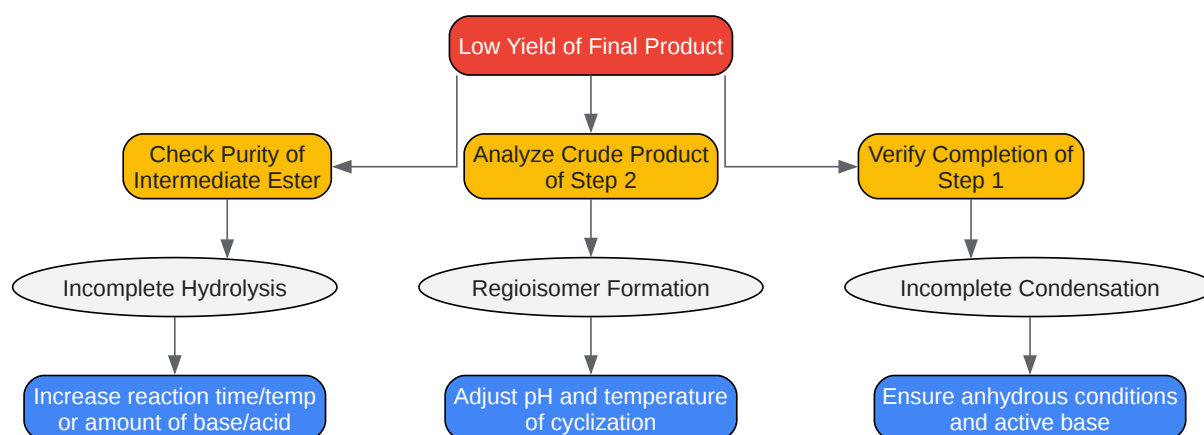 Low Yield of Final Product
Check Purity of
Intermediate Ester
Analyze Crude Product
of Step 2
Verify Completion of
Step 1
Incomplete Hydrolysis
Regioisomer Formation
Incomplete Condensation
Increase reaction time/temp
or amount of base/acid
Adjust pH and temperature
of cyclization
Ensure anhydrous conditions
and active base